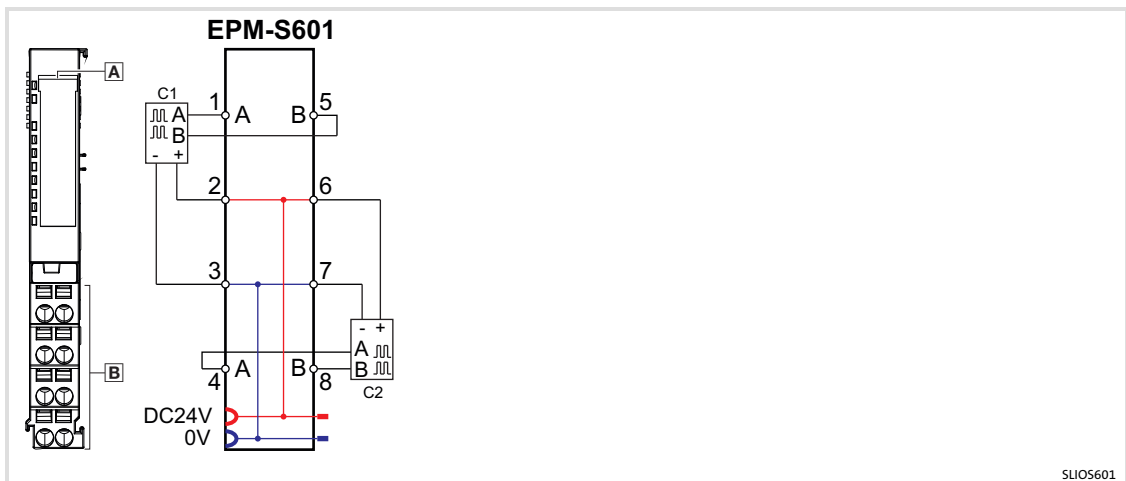 EPM-S601
A
C1
A
B
- +
1 A
B 5
2
6
3
7
- +
A
B
C2
4 A
B 8
B
DC24V
0V
SLIOS601